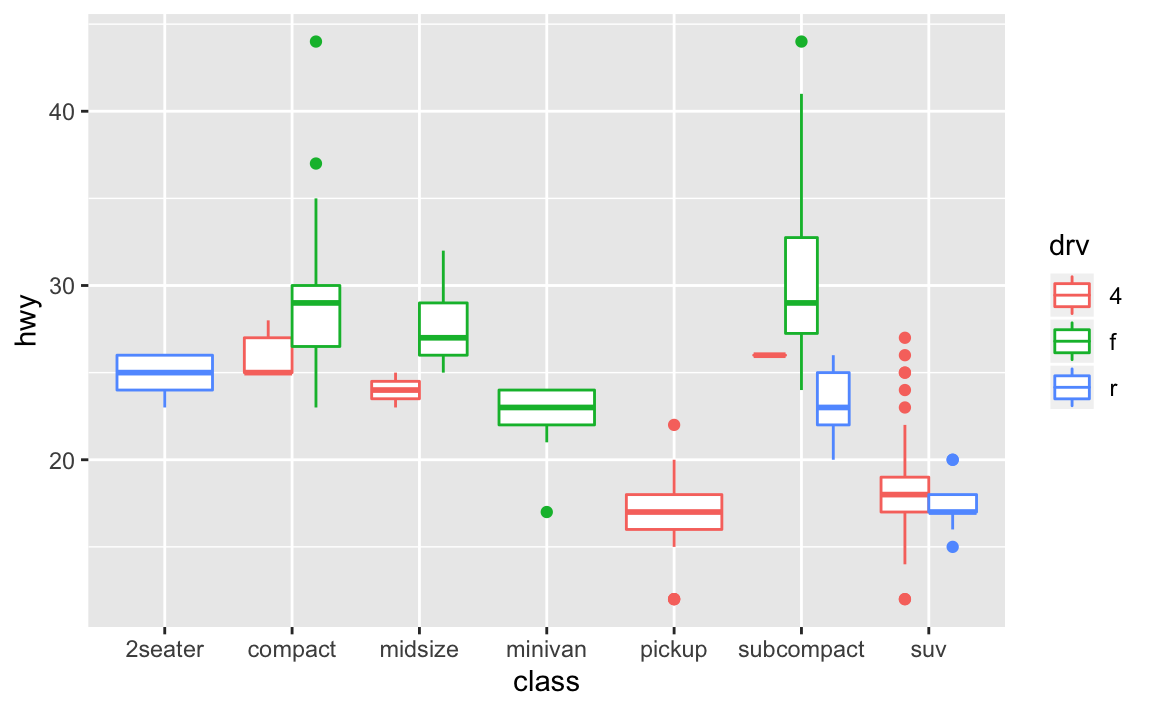 40
30
20
hwy
2seater compact midsize minivan pickup subcompact suv
class
drv
4
f
r